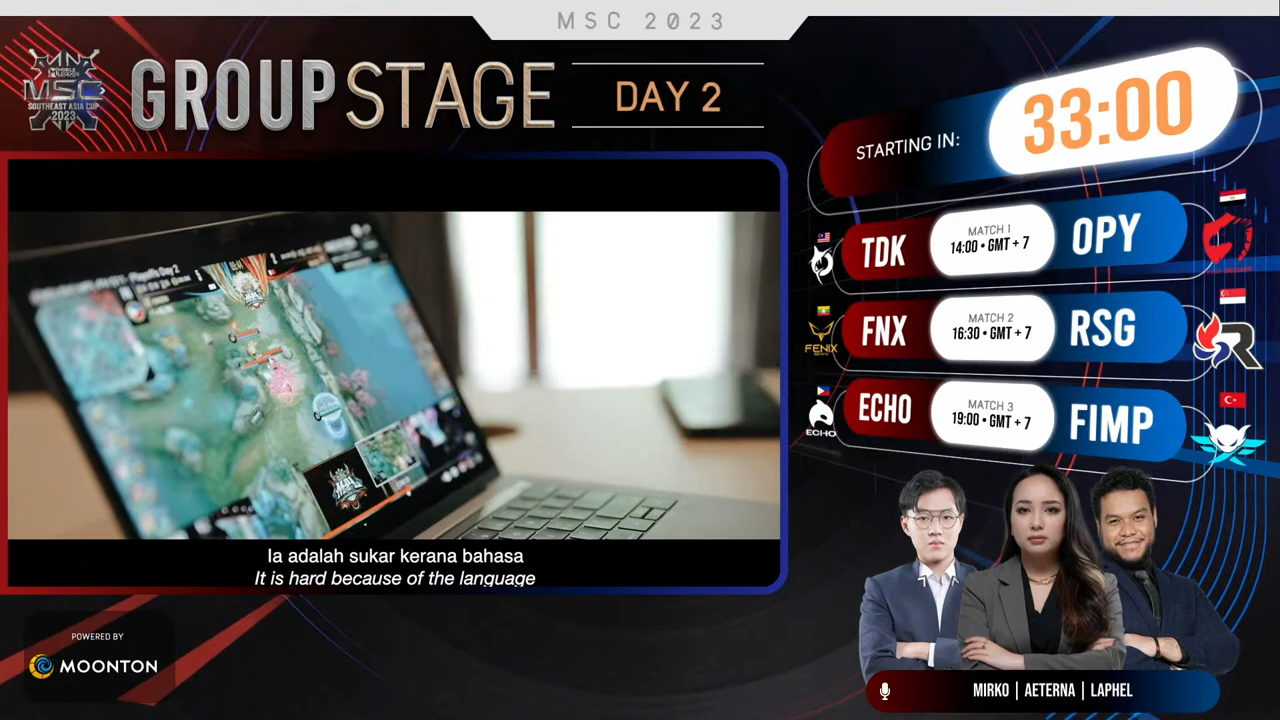 MSC 2023
MSC
SOUTHEAST ASIA CUP
2023
GROUP STAGE
DAY 2
STARTING IN:
33:00
TDK
MATCH 1
14:00 • GMT + 7
OPY
FNX
MATCH 2
16:30 • GMT + 7
RSG
FENIX
ECHO
MATCH 3
19:00 • GMT + 7
FIMP
ECHO
Ia adalah sukar kerana bahasa
It is hard because of the language
POWERED BY
MOONTON
MIRKO | AETERNA | LAPHEL